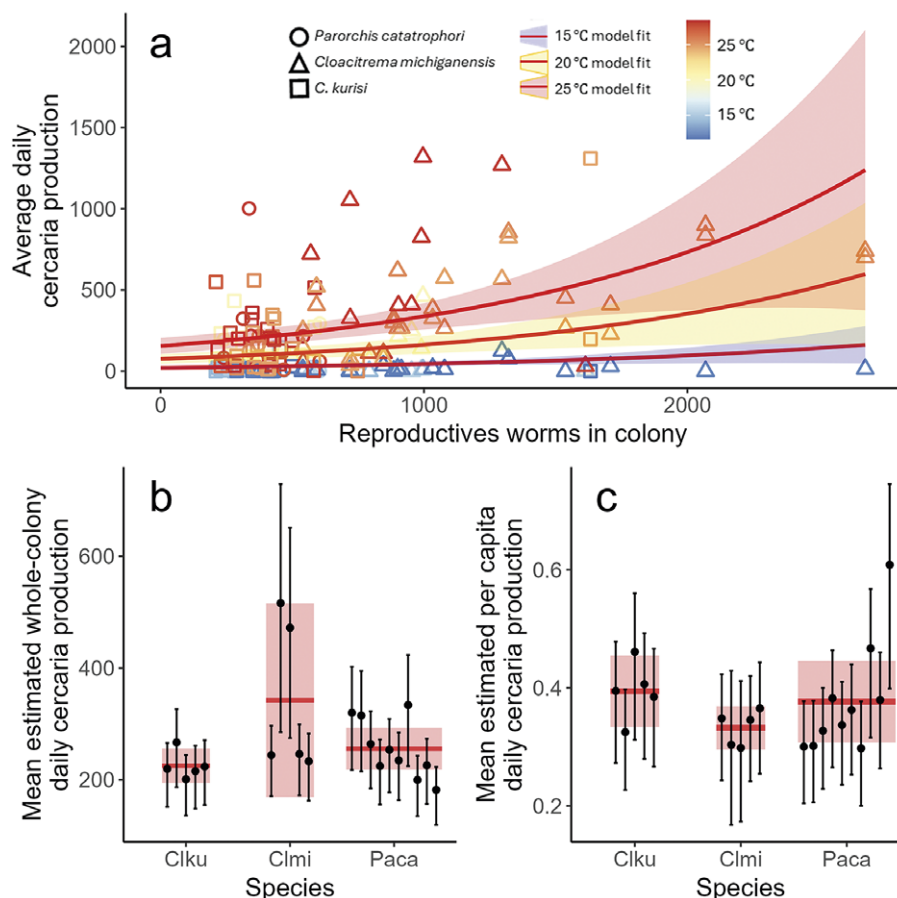 a
Parorchis catatrophori
Cloacitrema michiganensis
C. kurisi
15 °C model fit
20 °C model fit
25 °C model fit
25 °C
20 °C
15 °C
Average daily
cercaria production
2000
1500
1000
500
0
0
1000
2000
Reproductives worms in colony
b
Mean estimated whole-colony
daily cercaria production
600
400
200
Clku
Clmi
Paca
Species
c
Mean estimated per capita
daily cercaria production
0.6
0.4
0.2
Clku
Clmi
Paca
Species